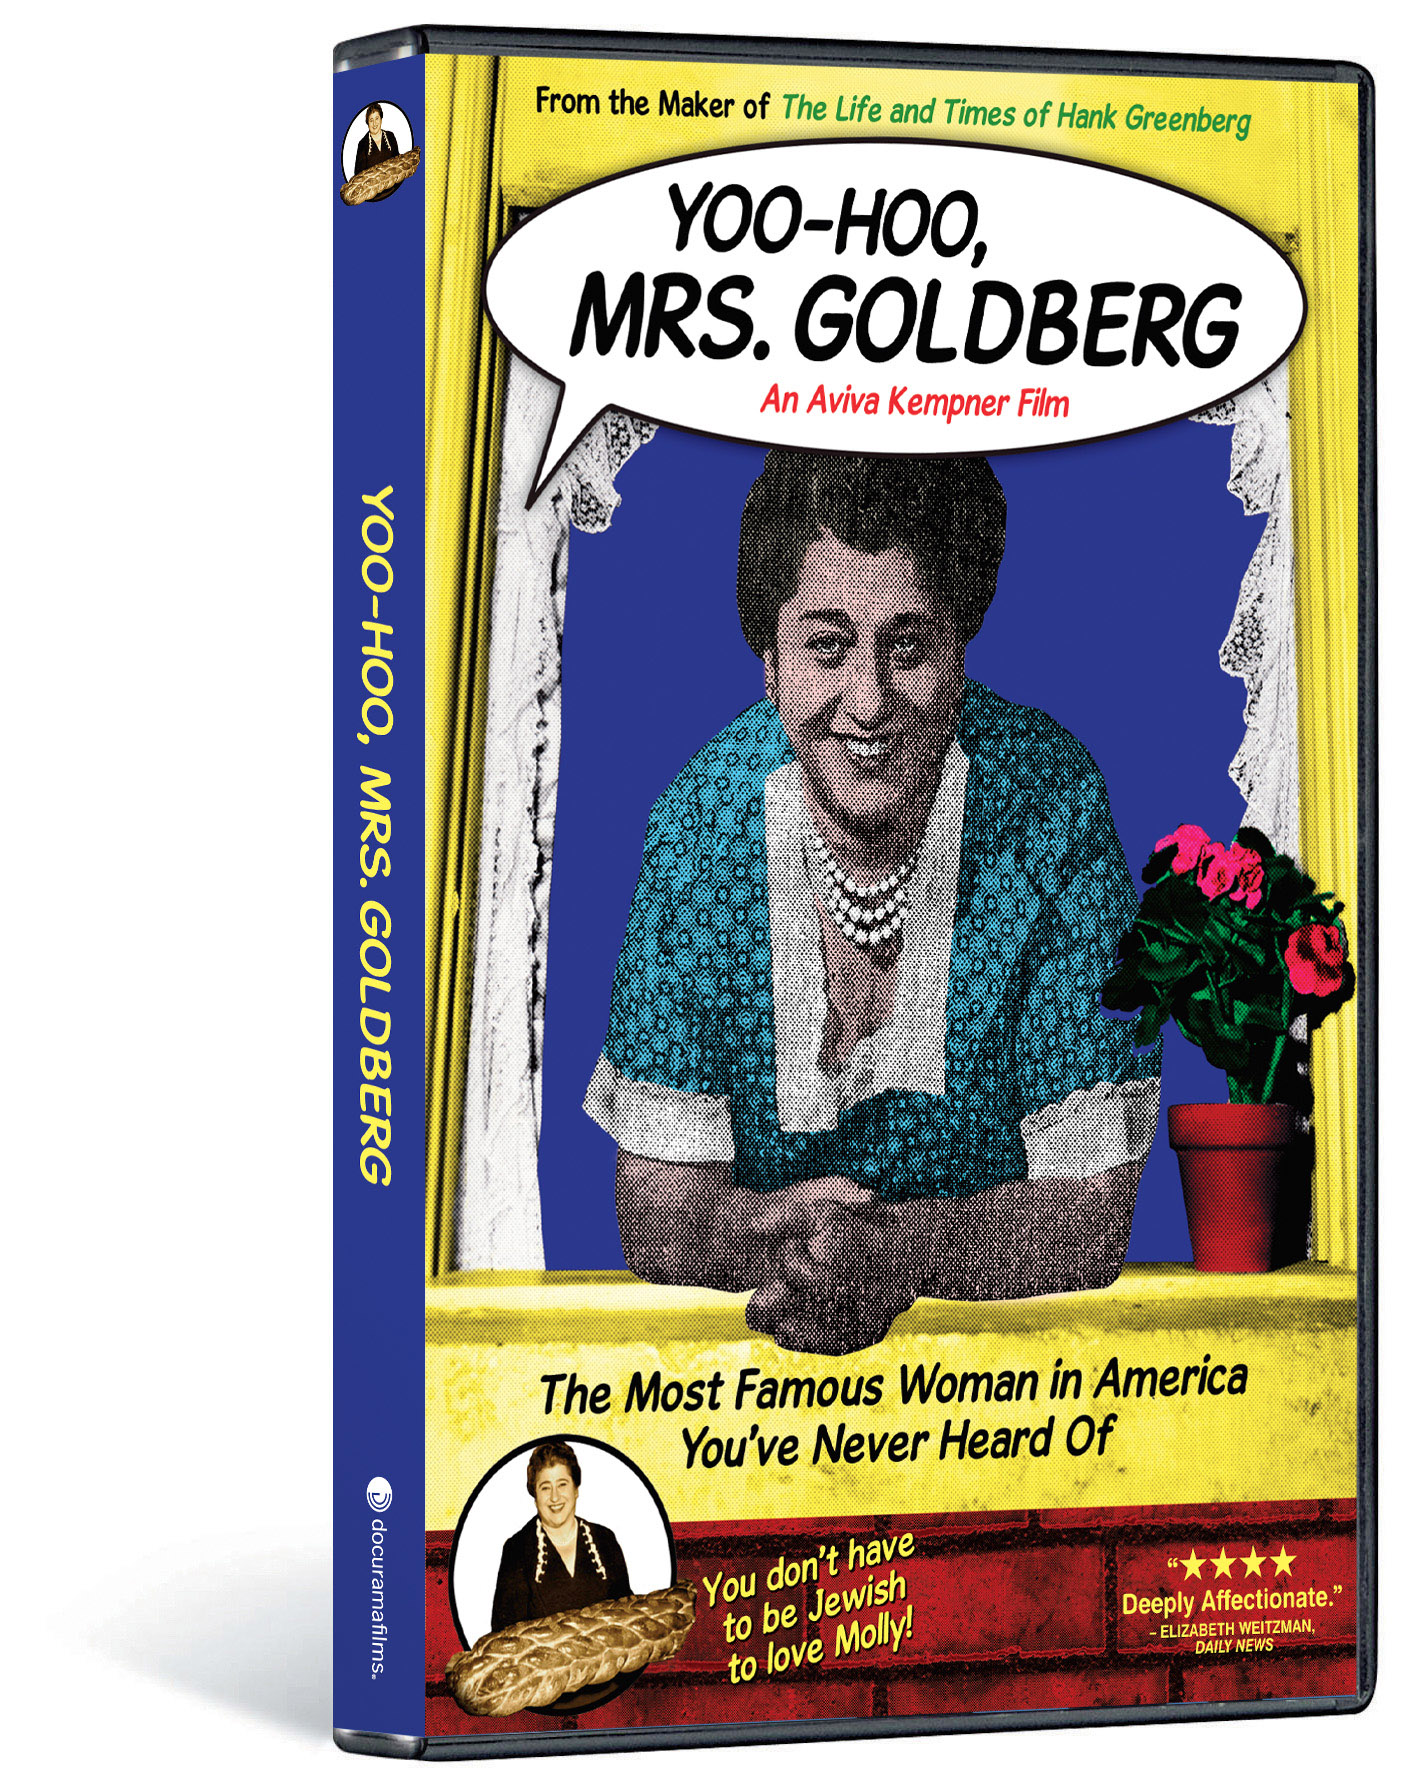 YOO-HOO, MRS. GOLDBERG
docuramafilms.
From the Maker of The Life and Times of Hank Greenberg
YOO-HOO,
MRS. GOLDBERG
An Aviva Kempner Film
The Most Famous Woman in America
You've Never Heard Of
You don't have
to be Jewish
to love Molly!
"★★★★
Deeply Affectionate."
– ELIZABETH WEITZMAN,
DAILY NEWS